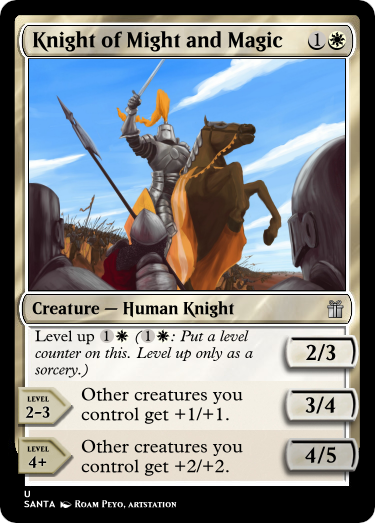 Knight of Might and Magic 1
Creature — Human Knight
Level up 1 (1: Put a level
counter on this. Level up only as a
sorcery.)
2/3
LEVEL
2-3
Other creatures you
control get +1/+1.
3/4
LEVEL
4+
Other creatures you
control get +2/+2.
4/5
U
SANTA ROAM PEYO, ARTSTATION